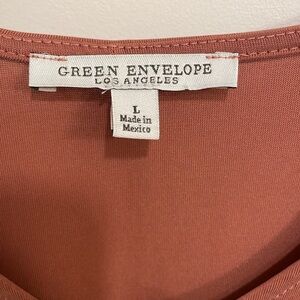 GREEN ENVELOPE
LOS ANGELES
L
Made in
Mexico